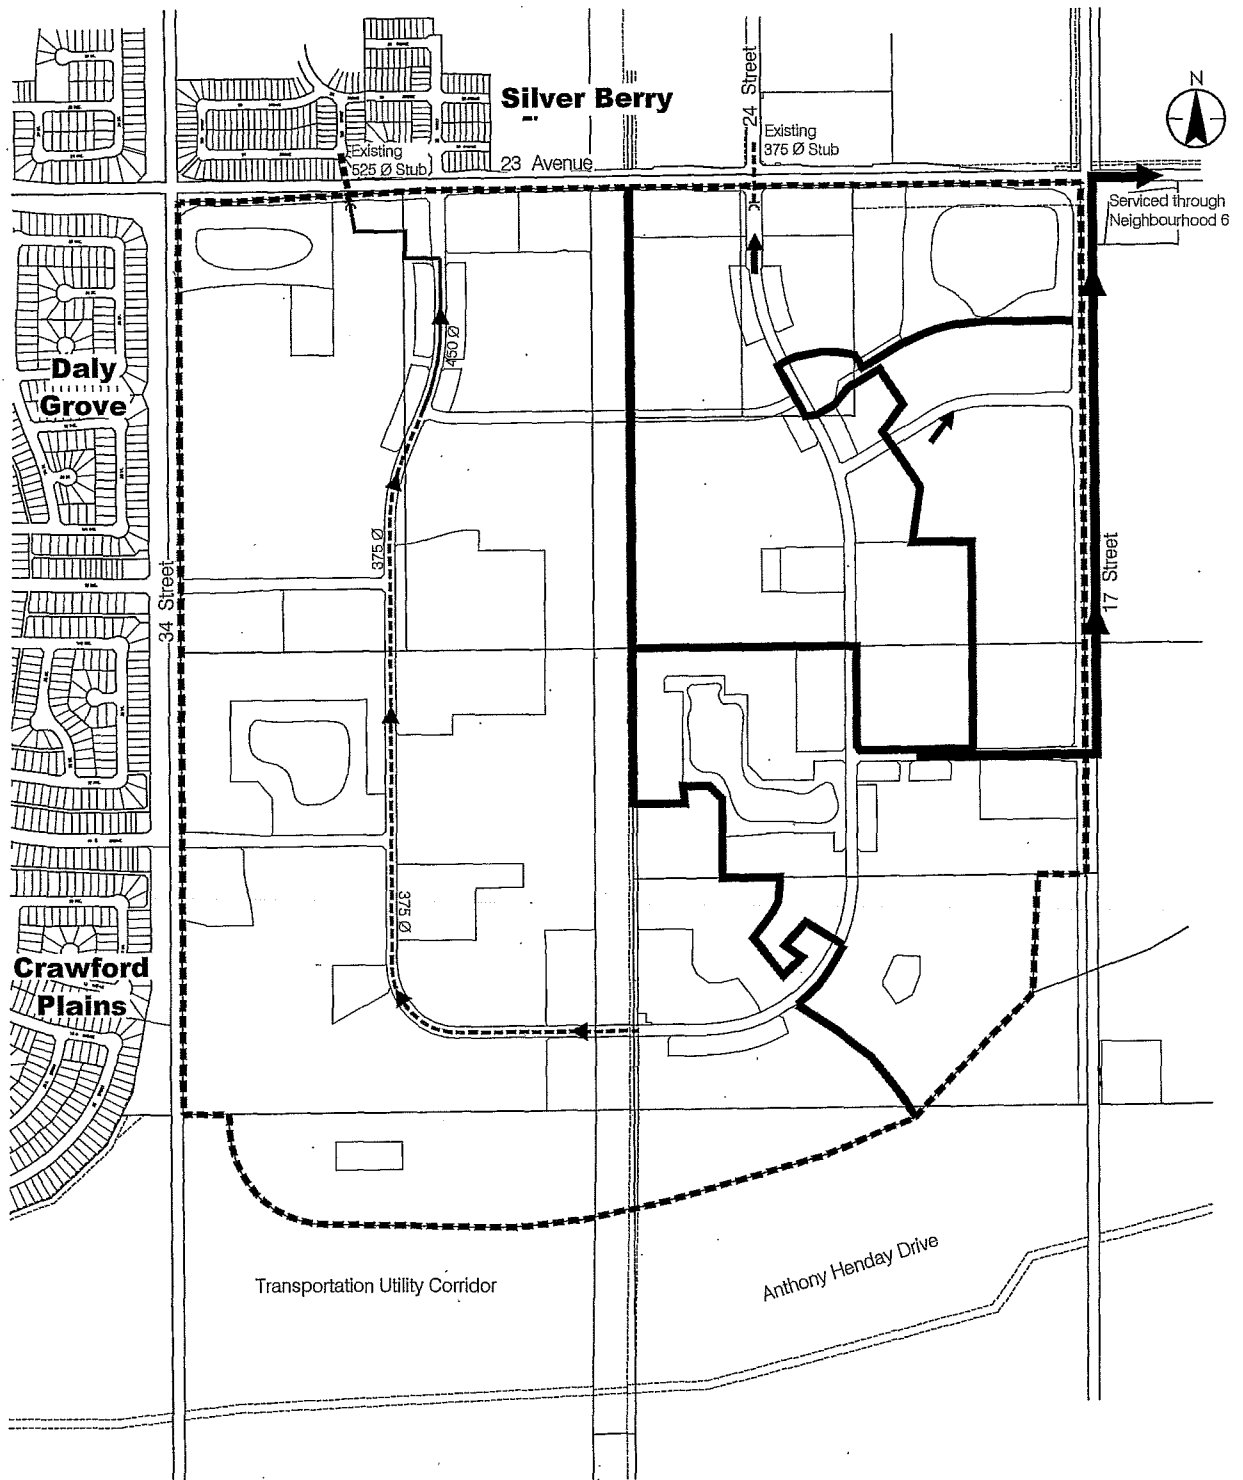 Silver Berry
24 Street
N
Existing
375 Ø Stub
Existing
525 Ø Stub
23 Avenue
Serviced through
Neighbourhood 6
450 Ø
Daly
Grove
375 Ø
34 Street
17 Street
375 Ø
Crawford
Plains
Transportation Utility Corridor
Anthony Henday Drive